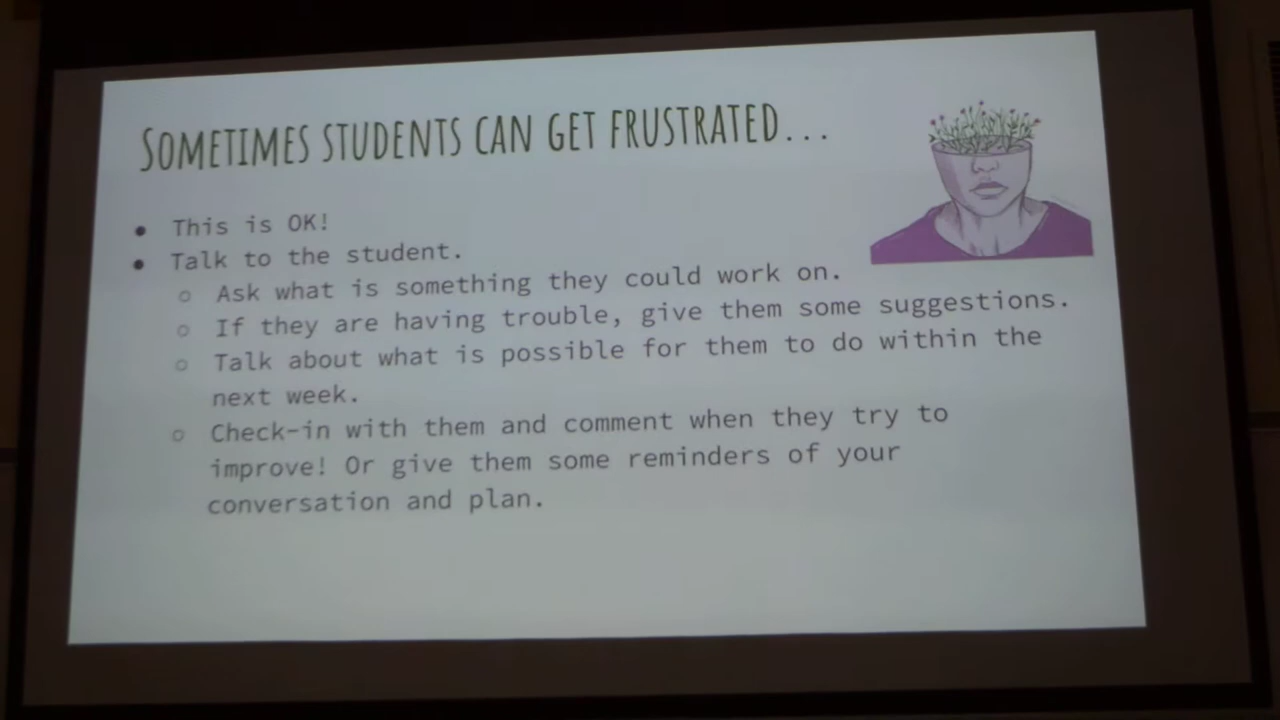 SOMETIMES STUDENTS CAN GET FRUSTRATED...
• This is OK!
• Talk to the student.
○ Ask what is something they could work on.
○ If they are having trouble, give them some suggestions.
○ Talk about what is possible for them to do within the
next week.
○ Check-in with them and comment when they try to
improve! Or give them some reminders of your
conversation and plan.